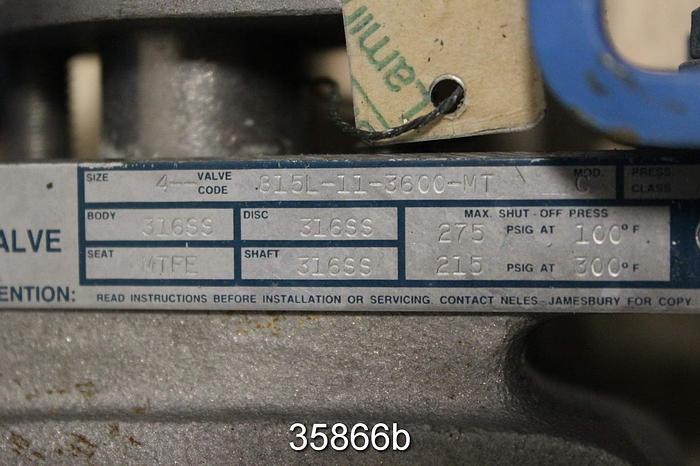 Lamin
SIZE 4 VALVE CODE 815L-11-3600-MT MOD. C PRESS. CLASS
BODY 316SS DISC 316SS MAX. SHUT-OFF PRESS
275 PSIG AT 100° F
ALVE SEAT MTFE SHAFT 316SS 215 PSIG AT 300° F
ENTION: READ INSTRUCTIONS BEFORE INSTALLATION OR SERVICING. CONTACT NELES-JAMESBURY FOR COPY
35866b